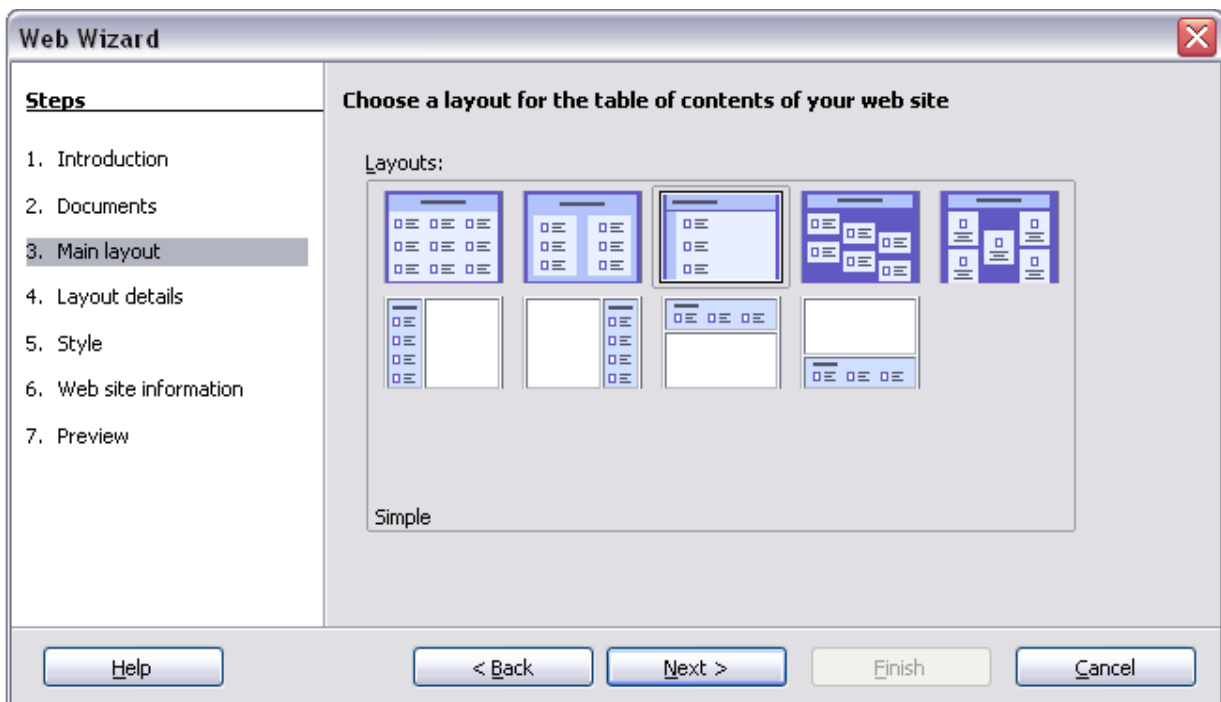 Web Wizard
Steps
1. Introduction
2. Documents
3. Main layout
4. Layout details
5. Style
6. Web site information
7. Preview
Choose a layout for the table of contents of your web site
Layouts:
Simple
Help
< Back
Next >
Finish
Cancel